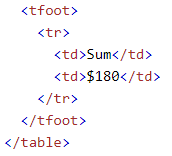 <tfoot>
<tr>
<td>Sum</td>
<td>$180</td>
</tr>
</tfoot>
</table>